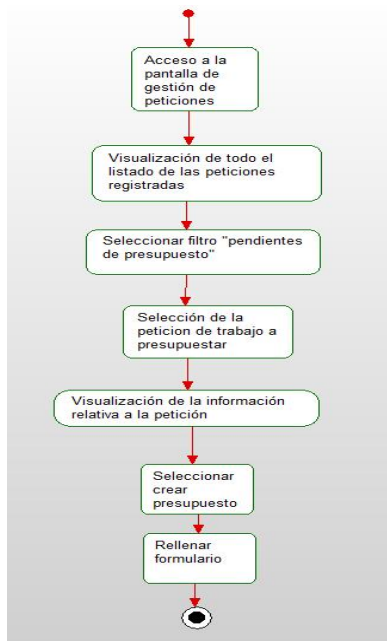 Acceso a la
pantalla de
gestión de
peticiones
Visualización de todo el
listado de las peticiones
registradas
Seleccionar filtro "pendientes
de presupuesto"
Selección de la
peticion de trabajo a
presupuestar
Visualización de la información
relativa a la petición
Seleccionar
crear
presupuesto
Rellenar
formulario